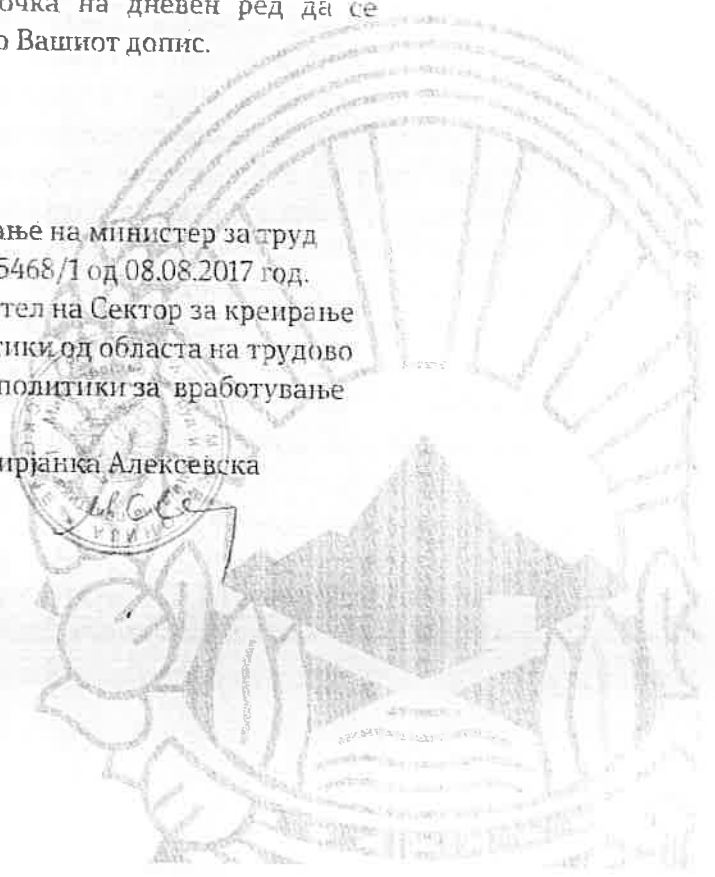 очка на дневен ред да се
о Вашиот допис.
ање на министер за труд
5468/1 од 08.08.2017 год.
тел на Сектор за креирање
тики од областа на трудово
политики за вработување
ирјанка Алексевска